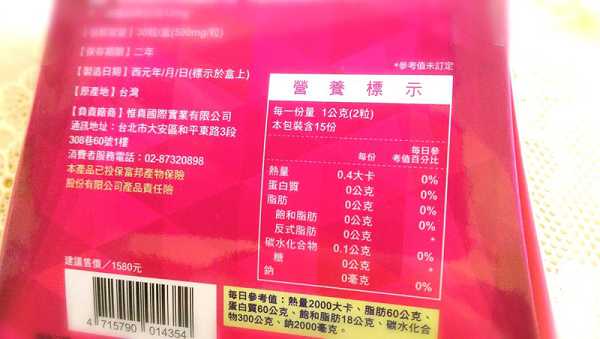 30粒/盒(500mg/粒)
【保存期限】二年
【製造日期】西元年/月/日(標示於盒上)
【原產地】台灣
【負責廠商】惟真國際實業有限公司
通訊地址：台北市大安區和平東路3段
308巷60號1樓
消費者服務電話：02-87320898
本產品已投保富邦產物保險
股份有限公司產品責任險
建議售價／1580元
4 715790 014354
*參考值未訂定
營養標示
每一份量 1公克(2粒)
本包裝含15份
每份 每日參考值百分比
熱量 0.4大卡 0%
蛋白質 0公克 0%
脂肪 0公克 0%
飽和脂肪 0公克 0%
反式脂肪 0公克 *
碳水化合物 0.1公克 0%
糖 0公克 *
鈉 0毫克 0%
每日參考值：熱量2000大卡、脂肪60公克、
蛋白質60公克、飽和脂肪18公克、碳水化合
物300公克、鈉2000毫克。